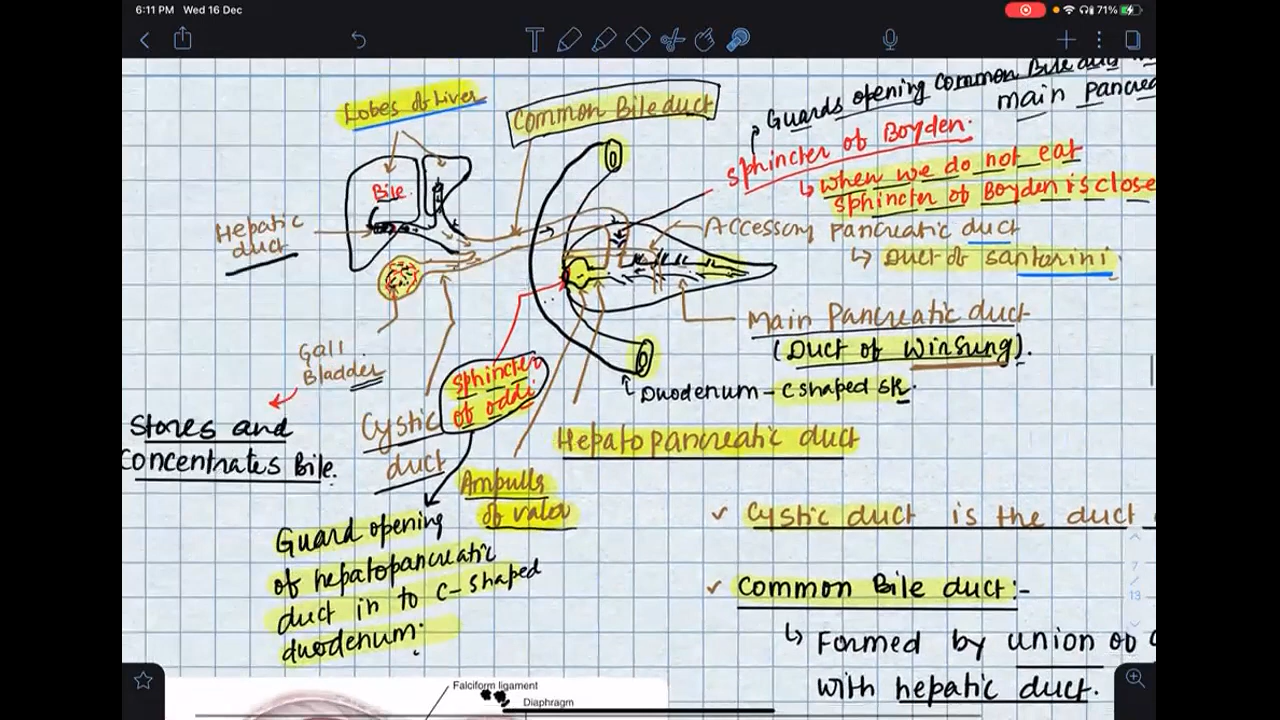 6:11 PM Wed 16 Dec
71%
Guards opening Common Bile duct
main pancrea
Lobes of Liver
Common Bile duct
sphincter of Boyden.
when we do not eat
sphincter of Boyden is close
Bile
Hepatic
duct
Accessory pancreatic duct
Duct of santorini
Main Pancreatic duct
(Duct of Winsung).
Gall
Bladder
sphincter
of oddi
Duodenum - C shaped sk.
Stores and
Concentrates Bile.
Cystic
duct
Hepatopancreatic duct
Ampulla
of vater
Guard opening
of hepatopancreatic
duct in to C-shaped
duodenum.
Cystic duct is the duct
Common Bile duct:-
Formed by union of
with hepatic duct.
7
/
13
Falciform ligament
Diaphragm